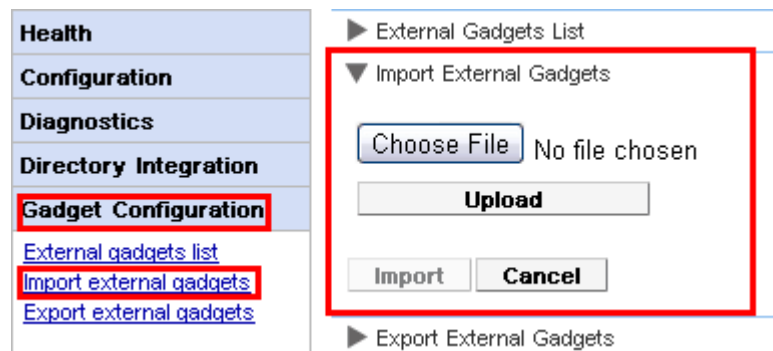 Health
Configuration
Diagnostics
Directory Integration
Gadget Configuration
External gadgets list
Import external gadgets
Export external gadgets
External Gadgets List
Import External Gadgets
Choose File No file chosen
Upload
Import Cancel
Export External Gadgets